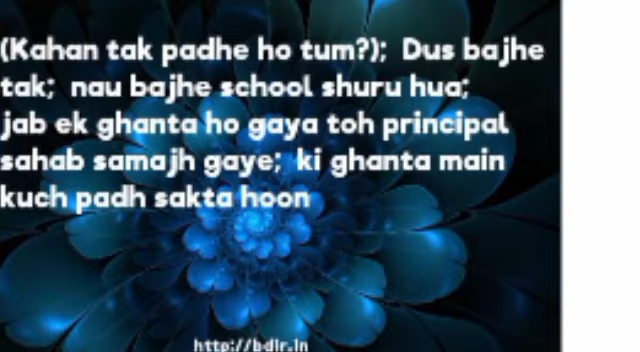 (Kahan tak padhe ho tum?);  Dus bajhe
tak;  nau bajhe school shuru hua;
jab ek ghanta ho gaya toh principal
sahab samajh gaye;  ki ghanta main
kuch padh sakta hoon
http://bdlr.in